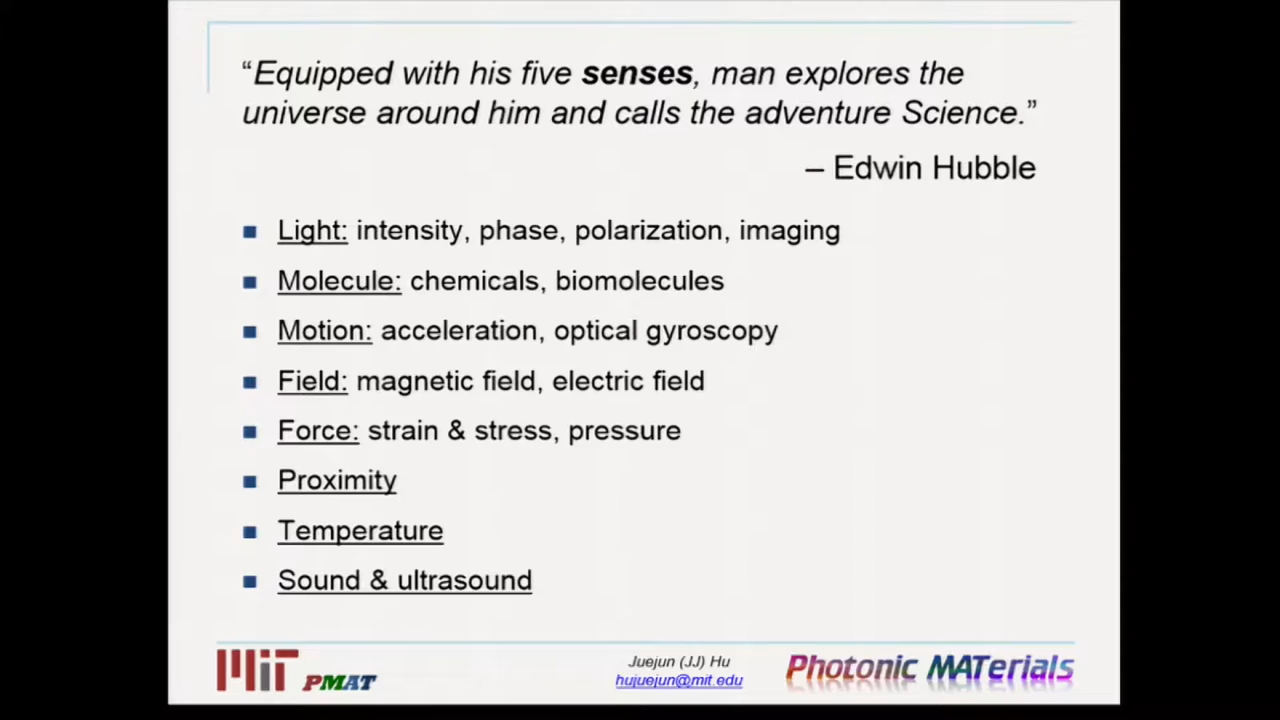 “Equipped with his five senses, man explores the
universe around him and calls the adventure Science.”
– Edwin Hubble
Light: intensity, phase, polarization, imaging
Molecule: chemicals, biomolecules
Motion: acceleration, optical gyroscopy
Field: magnetic field, electric field
Force: strain & stress, pressure
Proximity
Temperature
Sound & ultrasound
MIT PMAT
Juejun (JJ) Hu
hujuejun@mit.edu
Photonic MATerials